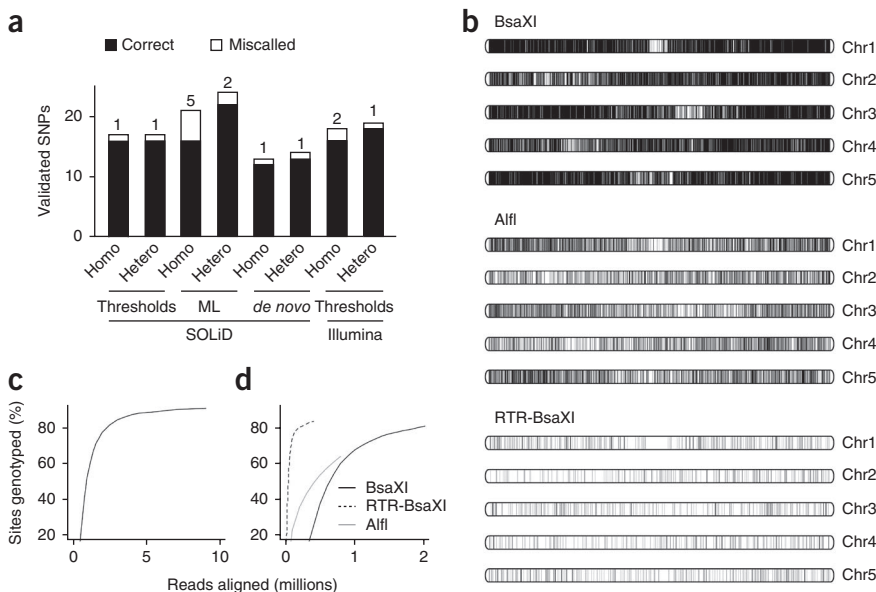 a
Correct
Miscalled
Validated SNPs
20
10
0
1
1
5
2
1
1
2
1
Homo
Hetero
Homo
Hetero
Homo
Hetero
Homo
Hetero
Thresholds
ML
de novo
Thresholds
SOLiD
Illumina
b
BsaXI
Chr1
Chr2
Chr3
Chr4
Chr5
AlfI
Chr1
Chr2
Chr3
Chr4
Chr5
RTR-BsaXI
Chr1
Chr2
Chr3
Chr4
Chr5
c
Sites genotyped (%)
80
60
40
20
0
5
10
d
80
60
40
20
BsaXI
RTR-BsaXI
AlfI
0
1
2
Reads aligned (millions)